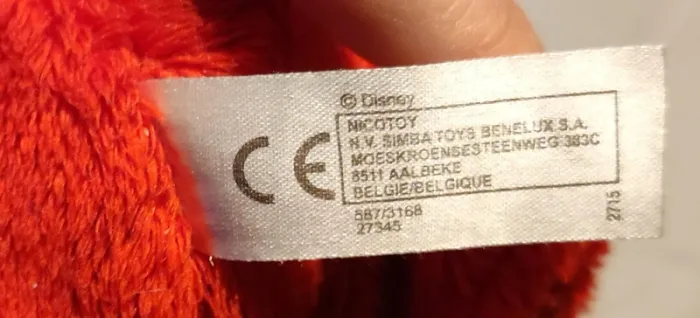 © Disney
CE
NICOTOY
N.V. SIMBA TOYS BENELUX S.A.
MOESKROENSESTEENWEG 383C
8511 AALBEKE
BELGIE/BELGIQUE
587/3168
27345
2715